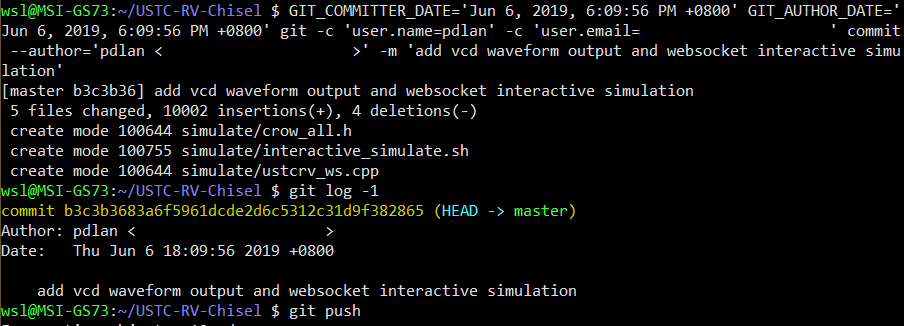 wsl@MSI-GS73:~/USTC-RV-Chisel $ GIT_COMMITTER_DATE='Jun 6, 2019, 6:09:56 PM +0800' GIT_AUTHOR_DATE='
Jun 6, 2019, 6:09:56 PM +0800' git -c 'user.name=pdlan' -c 'user.email=                    ' commit
 --author='pdlan <                    >' -m 'add vcd waveform output and websocket interactive simu
lation'
[master b3c3b36] add vcd waveform output and websocket interactive simulation
 5 files changed, 10002 insertions(+), 4 deletions(-)
 create mode 100644 simulate/crow_all.h
 create mode 100755 simulate/interactive_simulate.sh
 create mode 100644 simulate/ustcrv_ws.cpp
wsl@MSI-GS73:~/USTC-RV-Chisel $ git log -1
commit b3c3b3683a6f5961dcde2d6c5312c31d9f382865 (HEAD -> master)
Author: pdlan <                    >
Date:   Thu Jun 6 18:09:56 2019 +0800
    add vcd waveform output and websocket interactive simulation
wsl@MSI-GS73:~/USTC-RV-Chisel $ git push